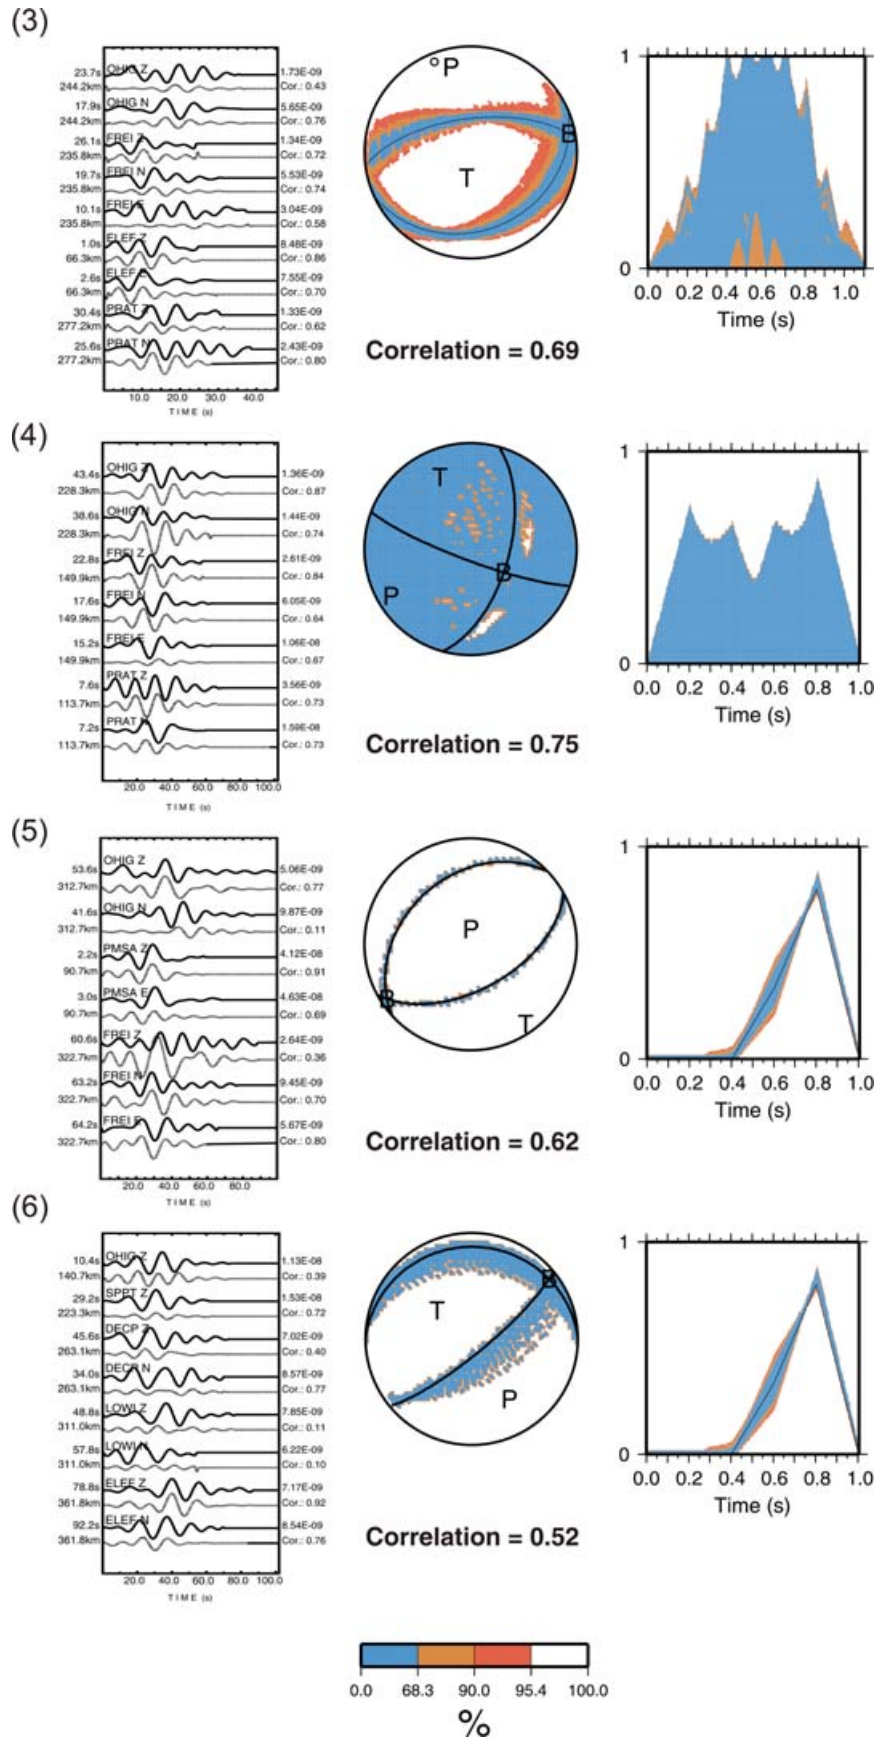 (3)
OHIG Z
23.7s 1.73E-09
244.2km Cor.: 0.43
OHIG N
17.9s 5.65E-09
244.2km Cor.: 0.76
FREI Z
26.1s 1.34E-09
235.8km Cor.: 0.72
FREI N
19.7s 5.53E-09
235.8km Cor.: 0.74
FREI E
10.1s 3.04E-09
235.8km Cor.: 0.58
ELEF Z
1.0s 8.48E-09
66.3km Cor.: 0.86
ELEF E
2.6s 7.55E-09
66.3km Cor.: 0.70
PRAT Z
30.4s 1.33E-09
277.2km Cor.: 0.62
PRAT N
25.6s 2.43E-09
277.2km Cor.: 0.80
10.0 20.0 30.0 40.0
TIME (s)
P
B
T
Correlation = 0.69
1
0
0.0 0.2 0.4 0.6 0.8 1.0
Time (s)
(4)
OHIG Z
43.4s 1.36E-09
228.3km Cor.: 0.87
OHIG N
38.6s 1.44E-09
228.3km Cor.: 0.74
FREI Z
22.8s 2.61E-09
149.9km Cor.: 0.84
FREI N
17.6s 6.05E-09
149.9km Cor.: 0.64
FREI E
15.2s 1.06E-08
149.9km Cor.: 0.67
PRAT Z
7.6s 3.56E-09
113.7km Cor.: 0.73
PRAT N
7.2s 1.59E-08
113.7km Cor.: 0.73
20.0 40.0 60.0 80.0 100.0
TIME (s)
T
B
P
Correlation = 0.75
1
0
0.0 0.2 0.4 0.6 0.8 1.0
Time (s)
(5)
OHIG Z
53.6s 5.06E-09
312.7km Cor.: 0.77
OHIG N
41.6s 9.87E-09
312.7km Cor.: 0.11
PMSA Z
2.2s 4.12E-08
90.7km Cor.: 0.91
PMSA E
3.0s 4.63E-08
90.7km Cor.: 0.69
FREI Z
60.6s 2.64E-09
322.7km Cor.: 0.36
FREI N
63.2s 9.45E-09
322.7km Cor.: 0.70
FREI E
64.2s 5.67E-09
322.7km Cor.: 0.80
20.0 40.0 60.0 80.0
TIME (s)
P
B
T
Correlation = 0.62
1
0
0.0 0.2 0.4 0.6 0.8 1.0
Time (s)
(6)
OHIG Z
10.4s 1.13E-08
140.7km Cor.: 0.39
SPPT Z
29.2s 1.53E-08
223.3km Cor.: 0.72
DECP Z
45.6s 7.02E-09
263.1km Cor.: 0.40
DECP N
34.0s 8.57E-09
263.1km Cor.: 0.77
LOWI Z
48.8s 7.85E-09
311.0km Cor.: 0.11
LOWI N
57.8s 6.22E-09
311.0km Cor.: 0.10
ELEF Z
78.8s 7.17E-09
361.8km Cor.: 0.92
ELEF N
92.2s 8.54E-09
361.8km Cor.: 0.76
20.0 40.0 60.0 80.0 100.0
TIME (s)
B
T
P
Correlation = 0.52
1
0
0.0 0.2 0.4 0.6 0.8 1.0
Time (s)
0.0 68.3 90.0 95.4 100.0
%